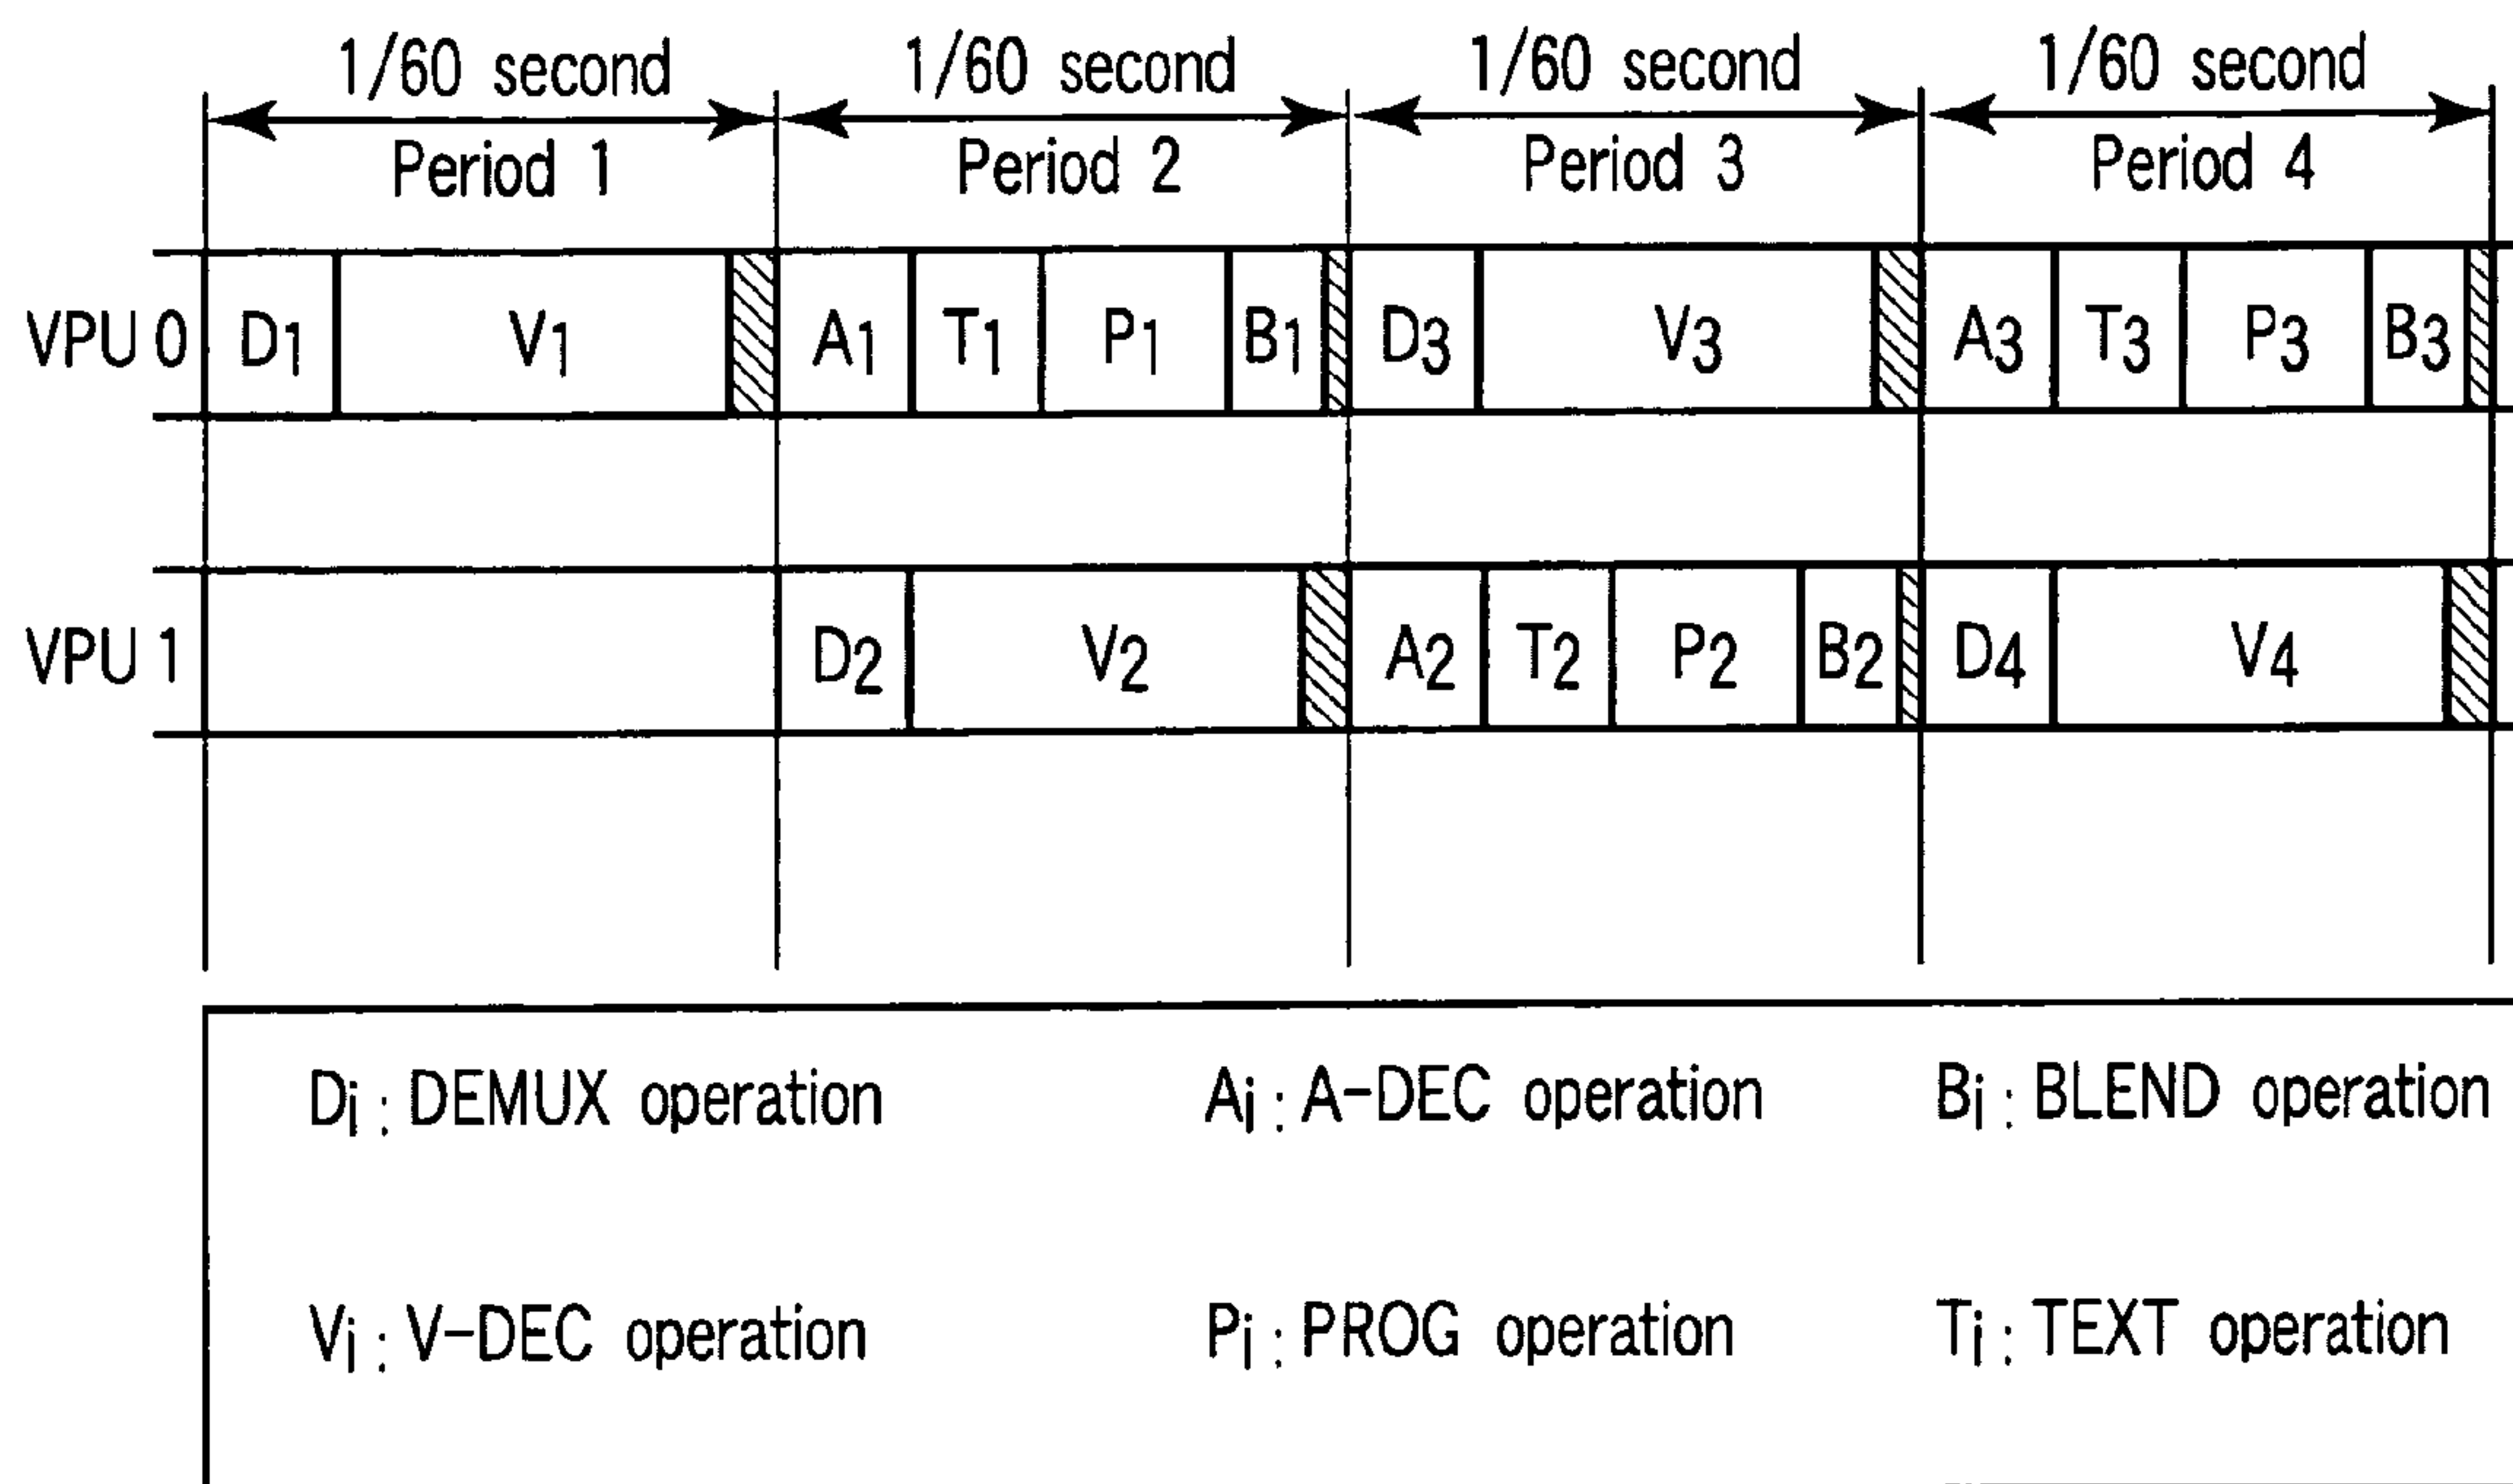 1/60 second 1/60 second 1/60 second 1/60 second
Period 1 Period 2 Period 3 Period 4
VPU 0 D1 V1 A1 T1 P1 B1 D3 V3 A3 T3 P3 B3
VPU 1 D2 V2 A2 T2 P2 B2 D4 V4
Di : DEMUX operation Ai : A-DEC operation Bi : BLEND operation
Vi : V-DEC operation Pi : PROG operation Ti : TEXT operation